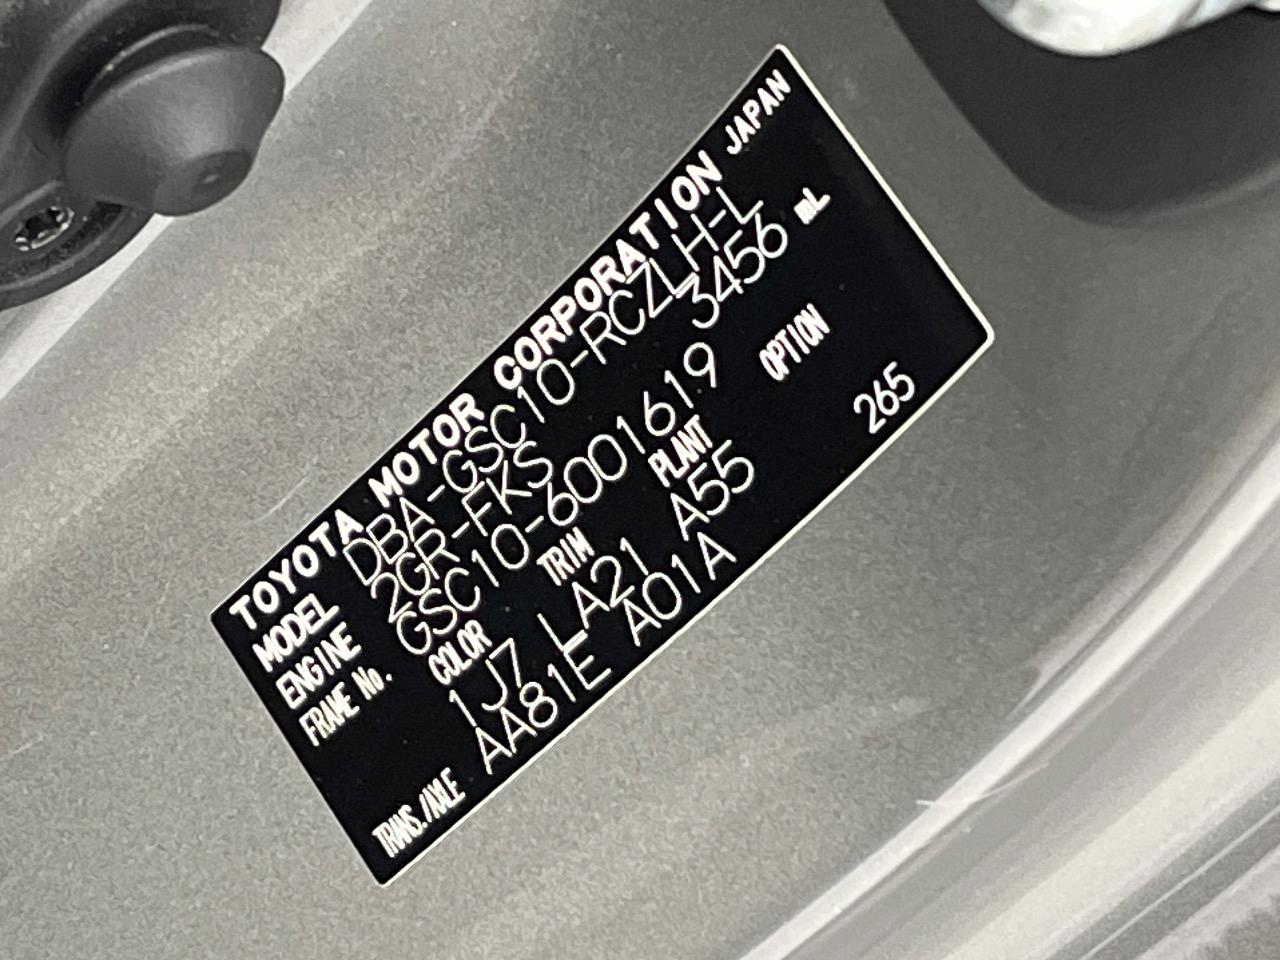 TOYOTA MOTOR CORPORATION JAPAN
MODEL DBA-GSC10-RCZLH-L
ENGINE 2GR-FKS 3456 mL
FRAME No. GSC10-6001619
COLOR TRIM PLANT OPTION
1J7 LA21 A55 265
TRANS./AXLE AA81E A01A